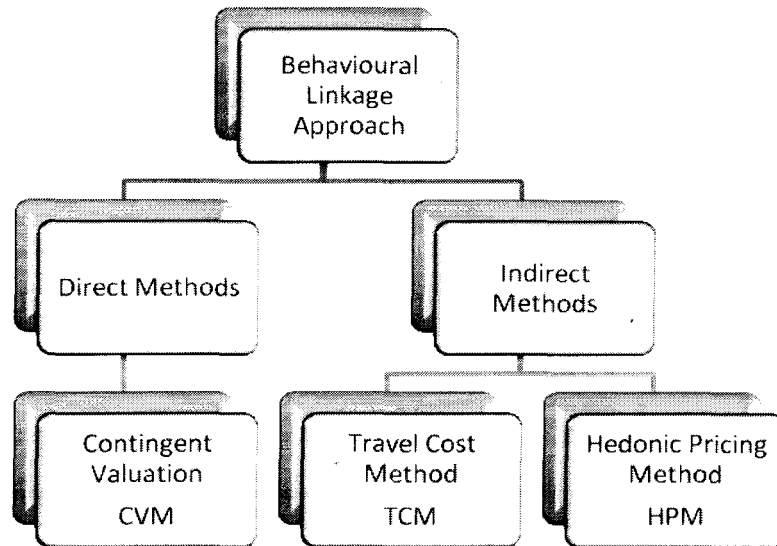 Behavioural
Linkage
Approach
Direct Methods
Indirect
Methods
Contingent
Valuation
CVM
Travel Cost
Method
TCM
Hedonic Pricing
Method
HPM